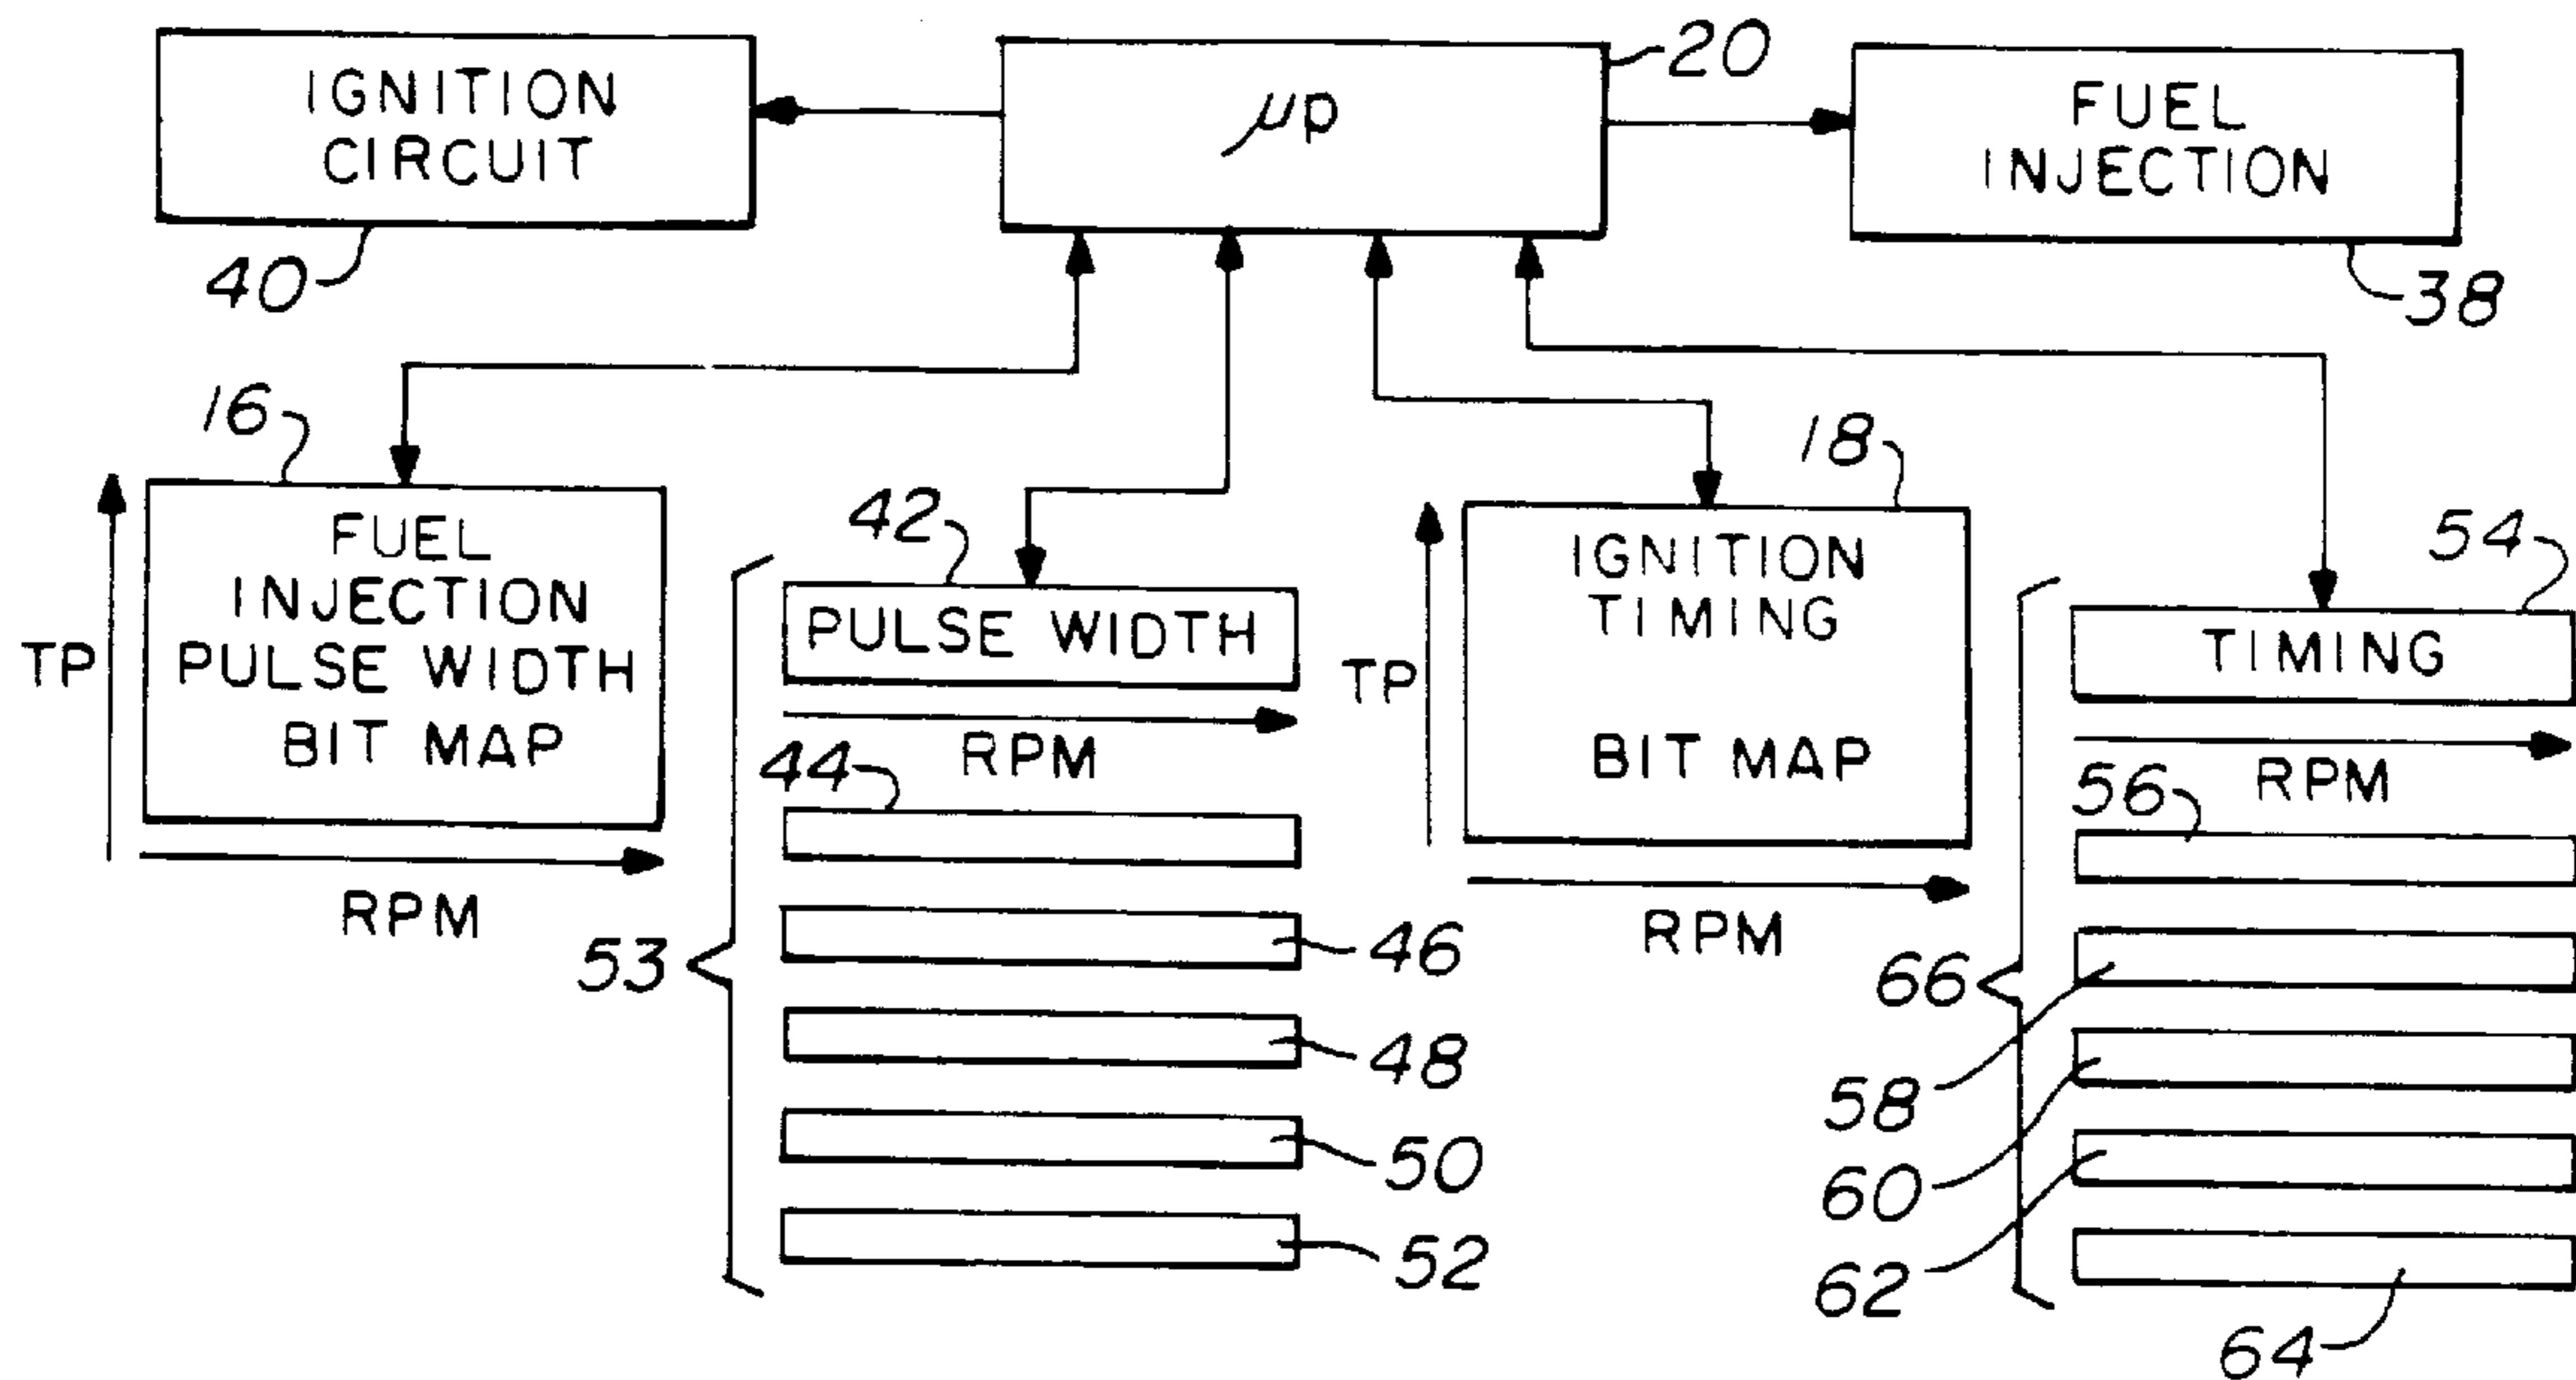 IGNITION
CIRCUIT
40
μp
20
FUEL
INJECTION
38
16
FUEL
INJECTION
PULSE WIDTH
BIT MAP
TP
RPM
42
PULSE WIDTH
RPM
44
46
48
50
52
53
18
IGNITION
TIMING
BIT MAP
TP
RPM
54
TIMING
RPM
56
58
60
62
64
66